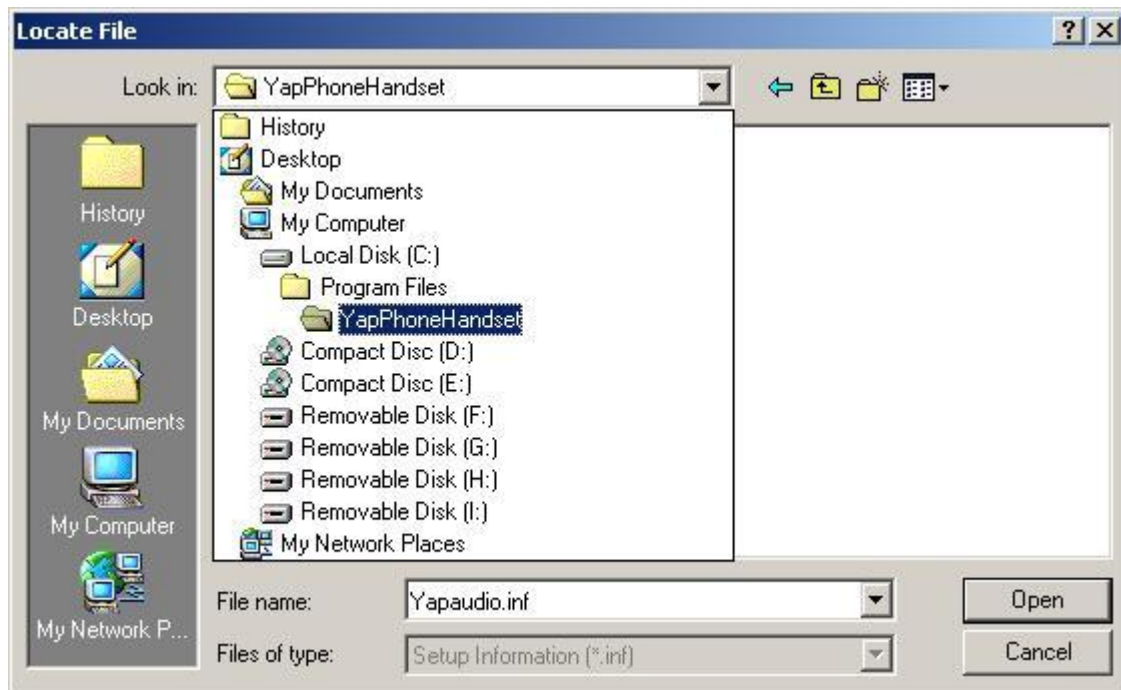 Locate File
Look in: YapPhoneHandset
History
Desktop
My Documents
My Computer
Local Disk (C:)
Program Files
YapPhoneHandset
Compact Disc (D:)
Compact Disc (E:)
Removable Disk (F:)
Removable Disk (G:)
Removable Disk (H:)
Removable Disk (I:)
My Network Places
History
Desktop
My Documents
My Computer
My Network P...
File name: Yapaudio.inf
Open
Files of type: Setup Information (*.inf)
Cancel